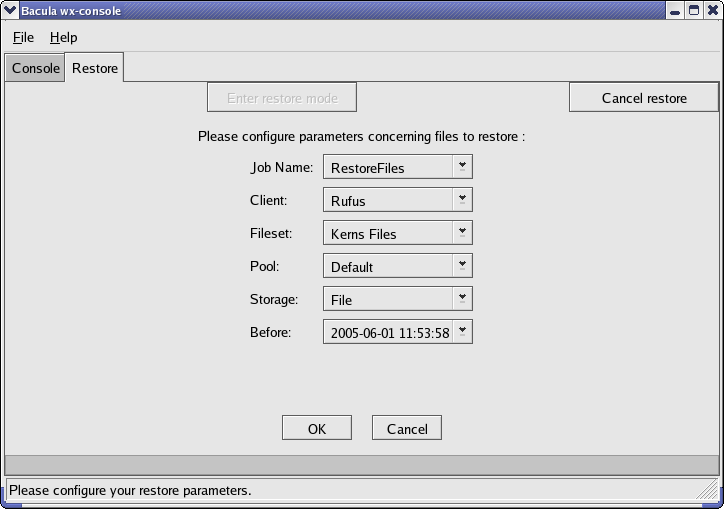 Bacula wx-console
File Help
Console Restore
Enter restore mode Cancel restore
Please configure parameters concerning files to restore :
Job Name: RestoreFiles
Client: Rufus
Fileset: Kerns Files
Pool: Default
Storage: File
Before: 2005-06-01 11:53:58
OK Cancel
Please configure your restore parameters.